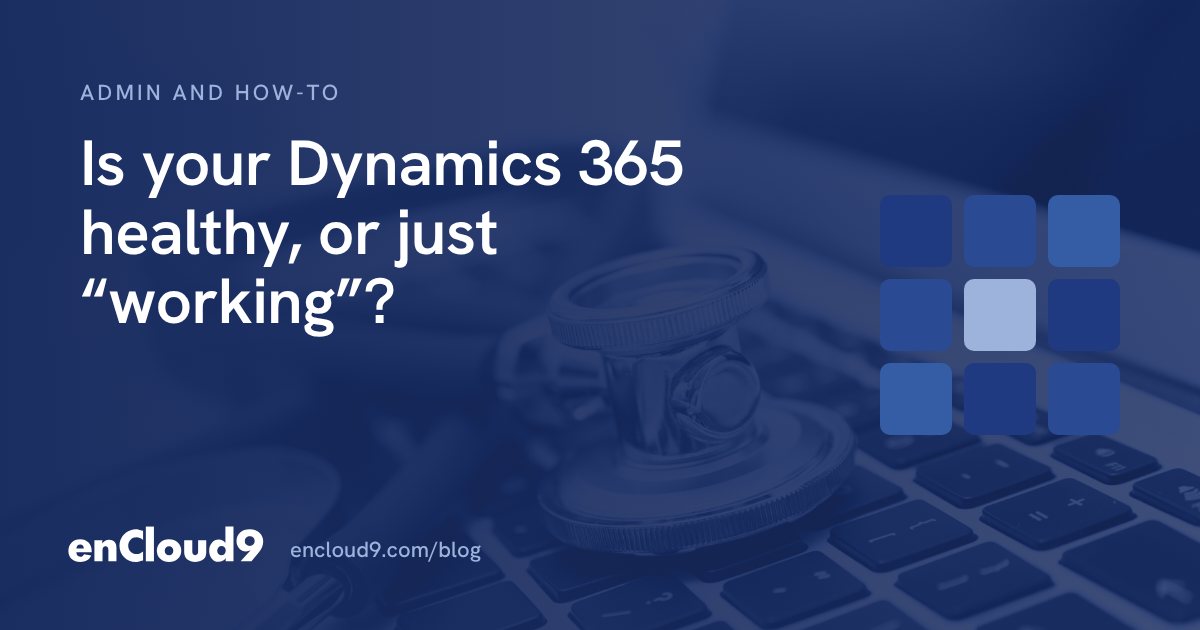 ADMIN AND HOW-TO
Is your Dynamics 365
healthy, or just
“working”?
enCloud9
encloud9.com/blog